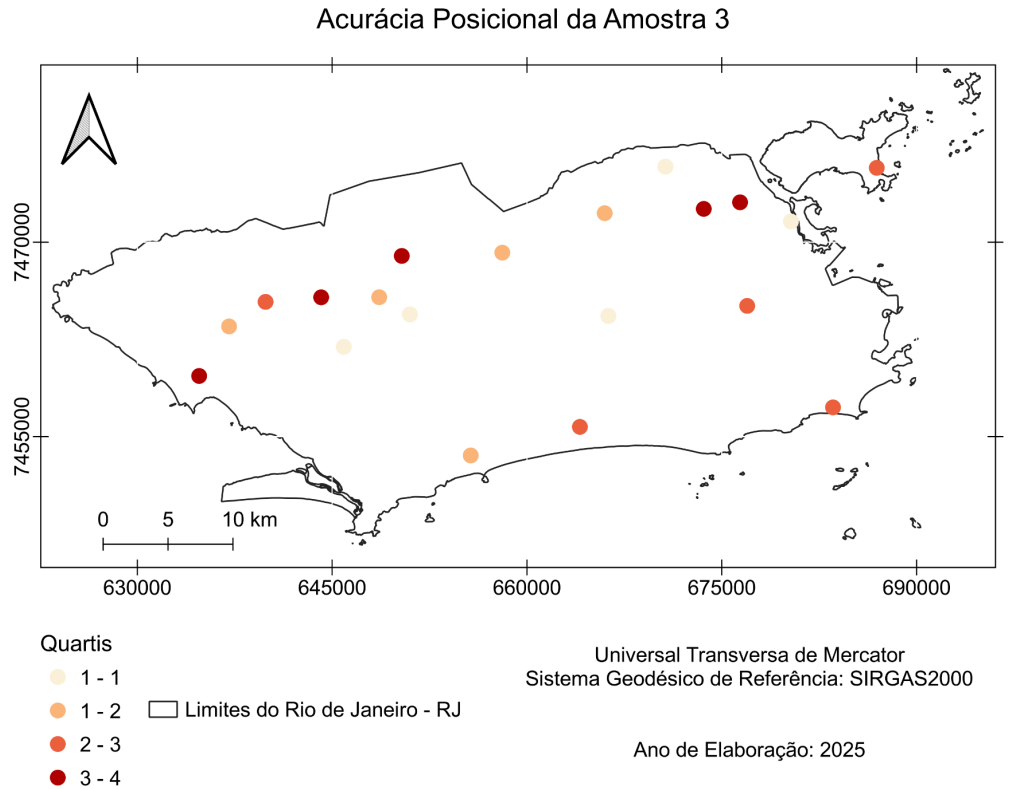 Acurácia Posicional da Amostra 3
7470000
7455000
0 5 10 km
630000 645000 660000 675000 690000
Quartis
1 - 1
1 - 2
2 - 3
3 - 4
Limites do Rio de Janeiro - RJ
Universal Transversa de Mercator
Sistema Geodésico de Referência: SIRGAS2000
Ano de Elaboração: 2025